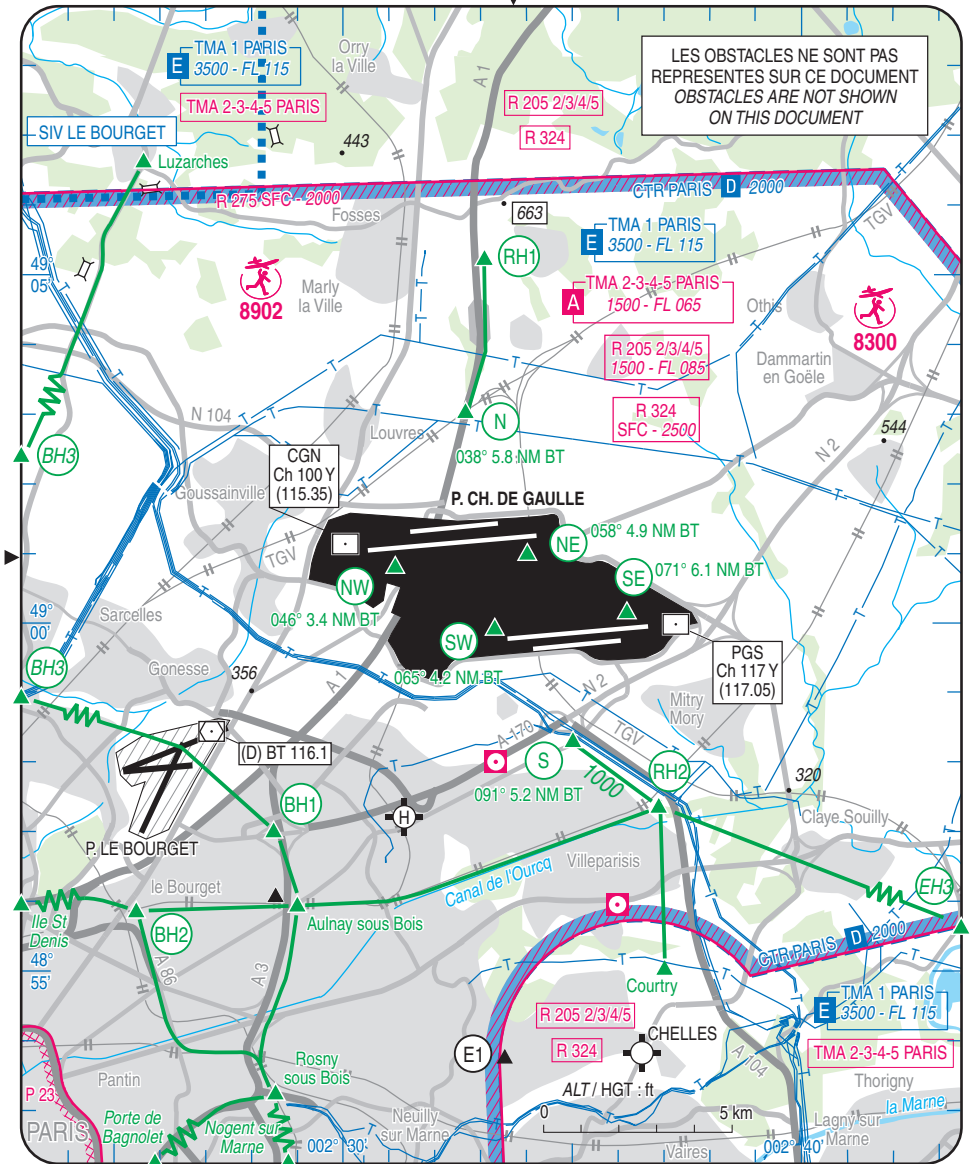 TMA 1 PARIS
E
3500 - FL 115
TMA 2-3-4-5 PARIS
Orry
la Ville
A 1
R 205 2/3/4/5
R 324
LES OBSTACLES NE SONT PAS
REPRESENTES SUR CE DOCUMENT
OBSTACLES ARE NOT SHOWN
ON THIS DOCUMENT
SIV LE BOURGET
Luzarches
443
R 275 SFC - 2000
Fosses
CTR PARIS D 2000
663
TGV
RH1
TMA 1 PARIS
E
3500 - FL 115
49°
05'
8902
Marly
la Ville
TMA 2-3-4-5 PARIS
A
1500 - FL 065
Othis
8300
R 205 2/3/4/5
1500 - FL 085
Dammartin
en Goële
R 324
SFC - 2500
N 104
Louvres
N
038° 5.8 NM BT
544
N 2
BH3
CGN
Ch 100 Y
(115.35)
Goussainville
P. CH. DE GAULLE
058° 4.9 NM BT
NE
TGV
NW
046° 3.4 NM BT
SE
071° 6.1 NM BT
49°
00'
Sarcelles
SW
065° 4.2 NM BT
PGS
Ch 117 Y
(117.05)
BH3
Gonesse
356
A 1
N 2
Mitry
Mory
(D) BT 116.1
A 170
TGV
S
091° 5.2 NM BT
1000
RH2
320
BH1
H
Claye Souilly
P. LE BOURGET
Villeparisis
le Bourget
Canal de l'Ourcq
EH3
Ile St
Denis
BH2
Aulnay sous Bois
CTR PARIS D 2000
48°
55'
A 86
A 3
Courtry
TMA 1 PARIS
E
3500 - FL 115
R 205 2/3/4/5
R 324
CHELLES
E1
TMA 2-3-4-5 PARIS
A 104
Rosny
sous Bois
Pantin
P 23
ALT / HGT : ft
Thorigny
la Marne
PARIS
Porte de
Bagnolet
Nogent sur
Marne
Neuilly
sur Marne
0
5 km
Lagny sur
Marne
002° 30'
Vaires
002° 40'